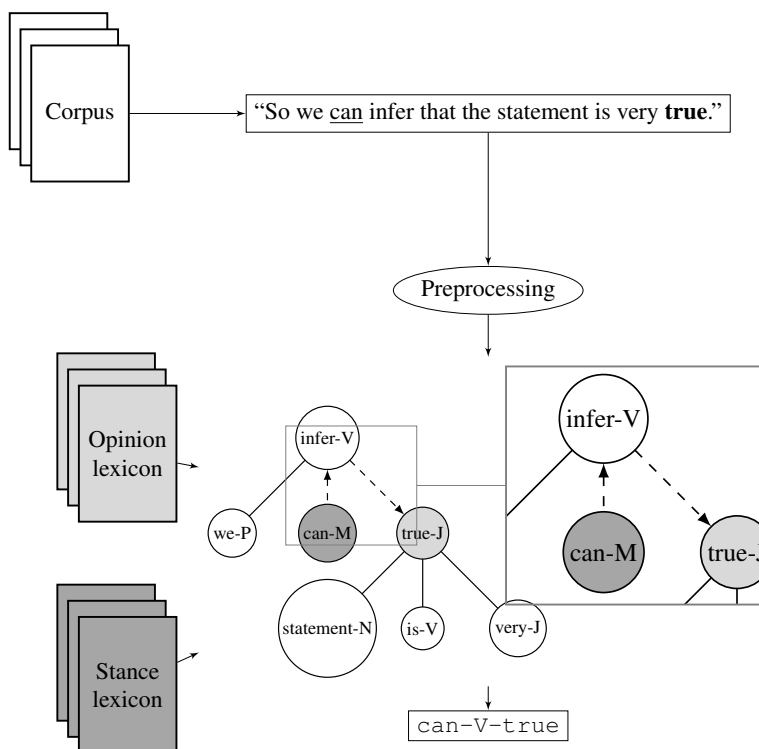 Corpus
“So we can infer that the statement is very true.”
Preprocessing
Opinion
lexicon
infer-V
we-P
can-M
true-J
statement-N
is-V
very-J
infer-V
can-M
true-J
Stance
lexicon
can-V-true